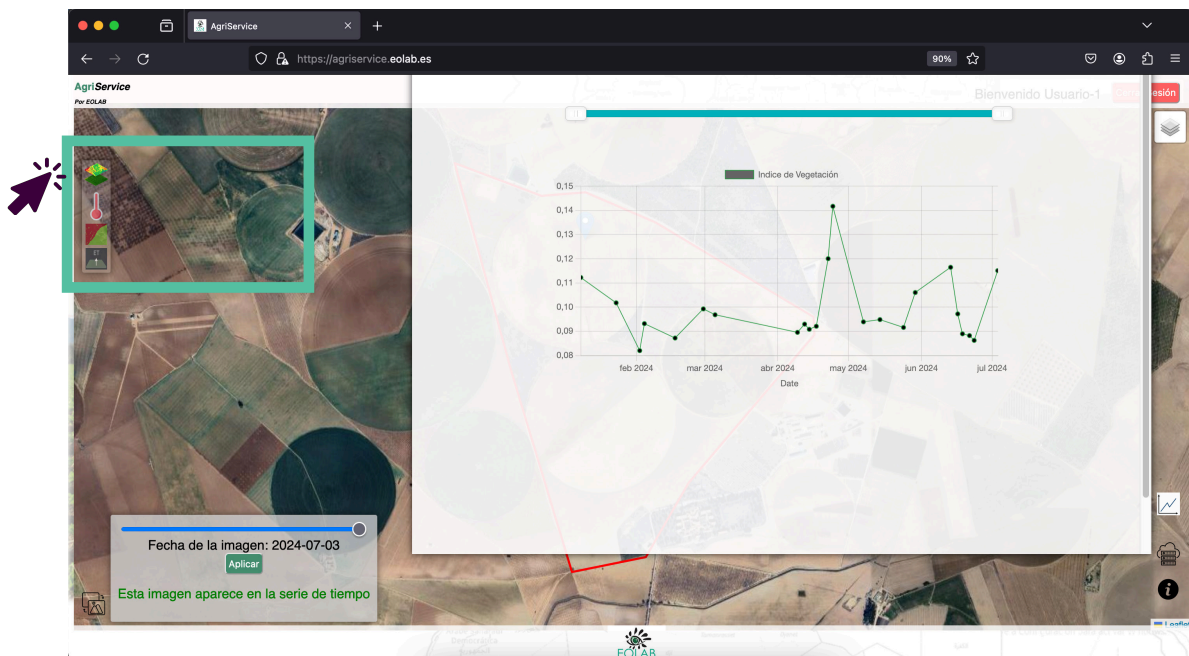 AgriService
https://agriservice.eolab.es
90%
AgriService
Por EOLAB
Bienvenido Usuario-1
esión
Indice de Vegetación
0,15
0,14
0,13
0,12
0,11
0,10
0,09
0,08
feb 2024
mar 2024
abr 2024
may 2024
jun 2024
jul 2024
Date
ET
Fecha de la imagen: 2024-07-03
Aplicar
Esta imagen aparece en la serie de tiempo
Leaflet
EOLAB